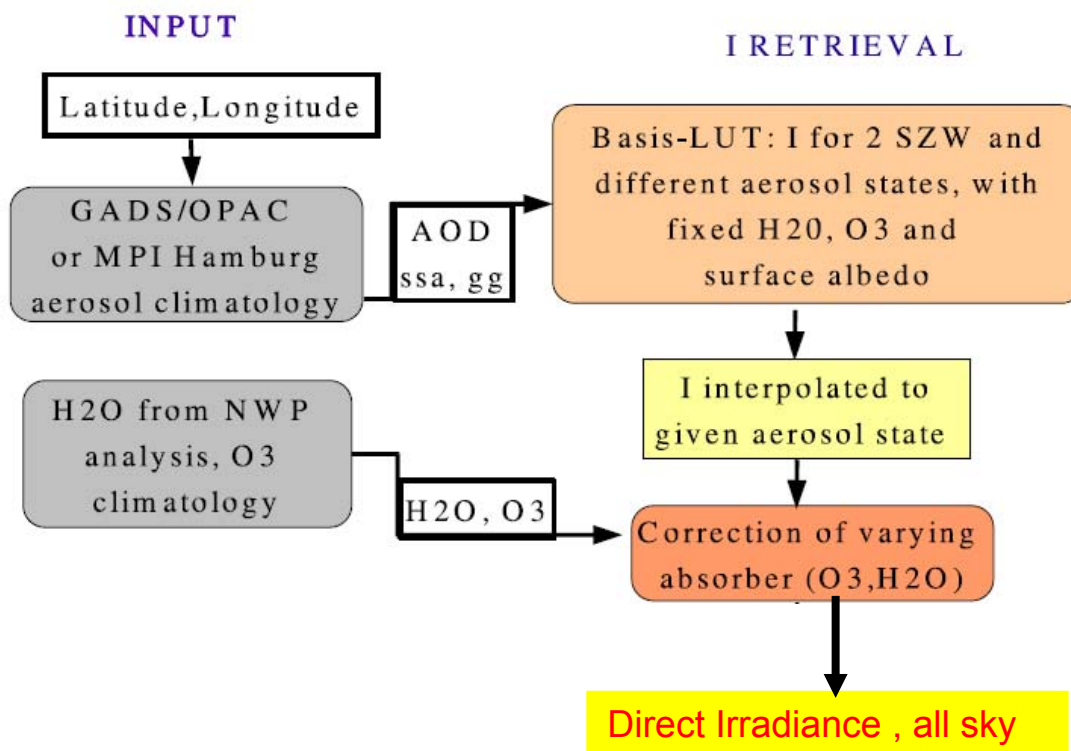 INPUT
I RETRIEVAL
Latitude,Longitude
GADS/OPAC
or MPI Hamburg
aerosol climatology
AOD
ssa, gg
Basis-LUT: I for 2 SZW and
different aerosol states, with
fixed H20, O3 and
surface albedo
I interpolated to
given aerosol state
H2O from NWP
analysis, O3
climatology
H2O, O3
Correction of varying
absorber (O3,H2O)
Direct Irradiance , all sky